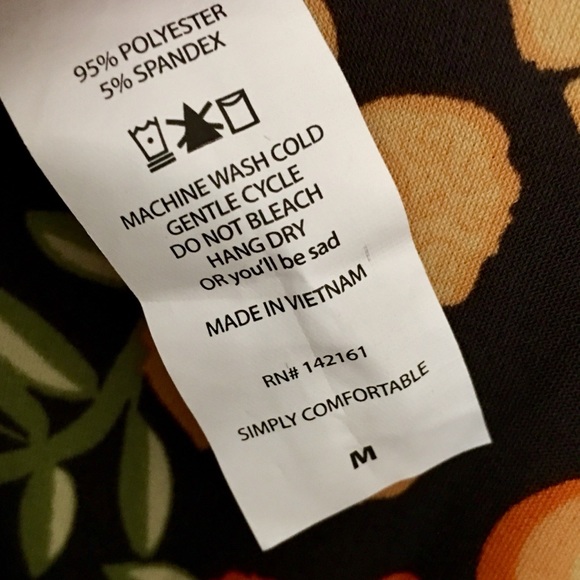 95% POLYESTER
5% SPANDEX
MACHINE WASH COLD
GENTLE CYCLE
DO NOT BLEACH
HANG DRY
OR you'll be sad
MADE IN VIETNAM
RN# 142161
SIMPLY COMFORTABLE
M